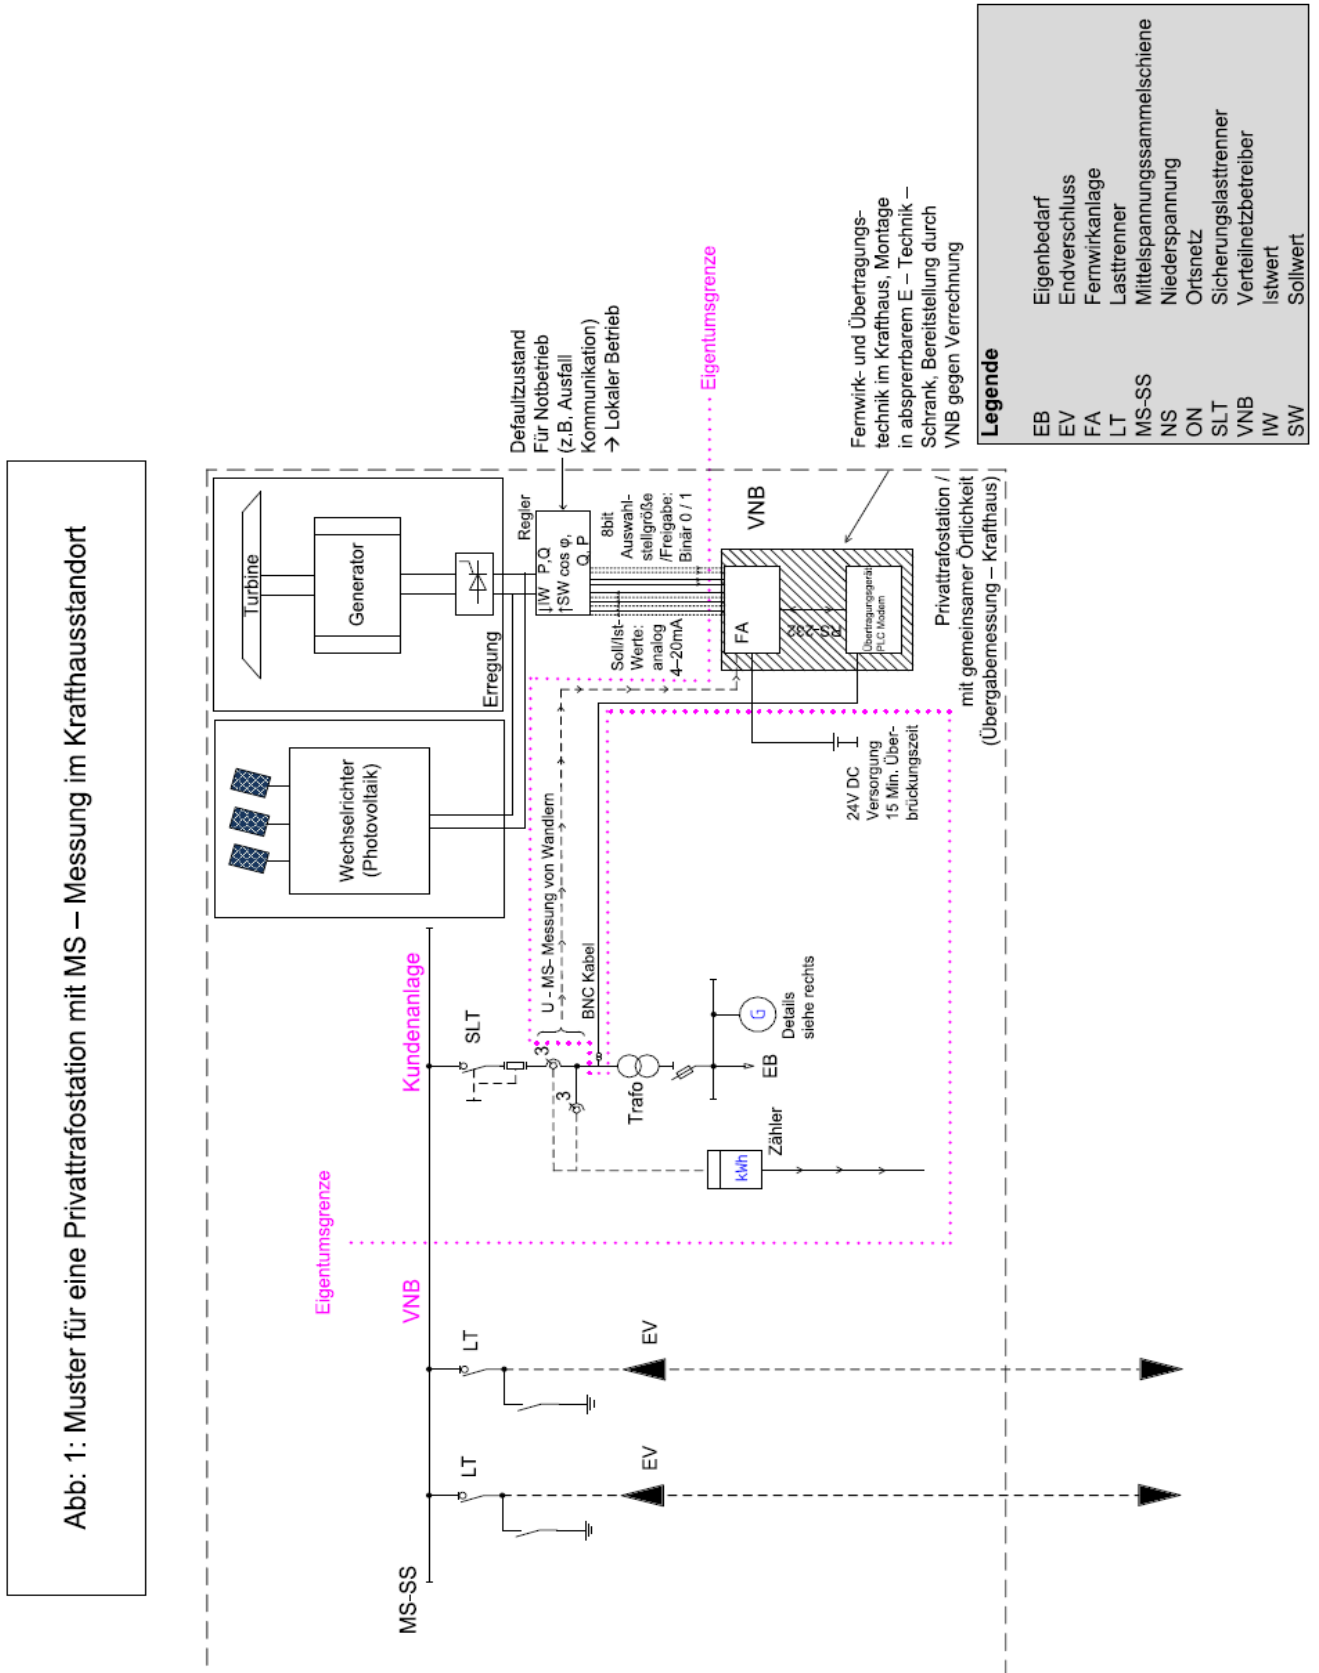 Abb: 1: Muster für eine Privattrafostation mit MS – Messung im Krafthausstandort
MS-SS
LT
EV
LT
EV
VNB
Eigentumsgrenze
Kundenanlage
SLT
3
3
Trafo
EB
Zähler
kWh
G
Details
siehe rechts
U - MS- Messung von Wandlern
BNC Kabel
Wechselrichter
(Photovoltaik)
Turbine
Generator
Erregung
Regler
↓IW P,Q
↑SW cos φ,
Q, P
Defaultzustand
Für Notbetrieb
(z.B. Ausfall
Kommunikation)
→ Lokaler Betrieb
Soll/Ist-
Werte:
analog
4–20mA
8bit
Auswahl-
stellgröße
/Freigabe:
Binär 0 / 1
Eigentumsgrenze
VNB
FA
RS-232
Übertragungsgerät
PLC Modem
24V DC
Versorgung
15 Min. Über-
brückungszeit
Fernwirk- und Übertragungs-
technik im Krafthaus, Montage
in absprerrbarem E – Technik –
Schrank, Bereitstellung durch
VNB gegen Verrechnung
Privattrafostation /
mit gemeinsamer Örtlichkeit
(Übergabemessung – Krafthaus)
Legende
EB Eigenbedarf
EV Endverschluss
FA Fernwirkanlage
LT Lasttrenner
MS-SS Mittelspannungssammelschiene
NS Niederspannung
ON Ortsnetz
SLT Sicherungslasttrenner
VNB Verteilnetzbetreiber
IW Istwert
SW Sollwert